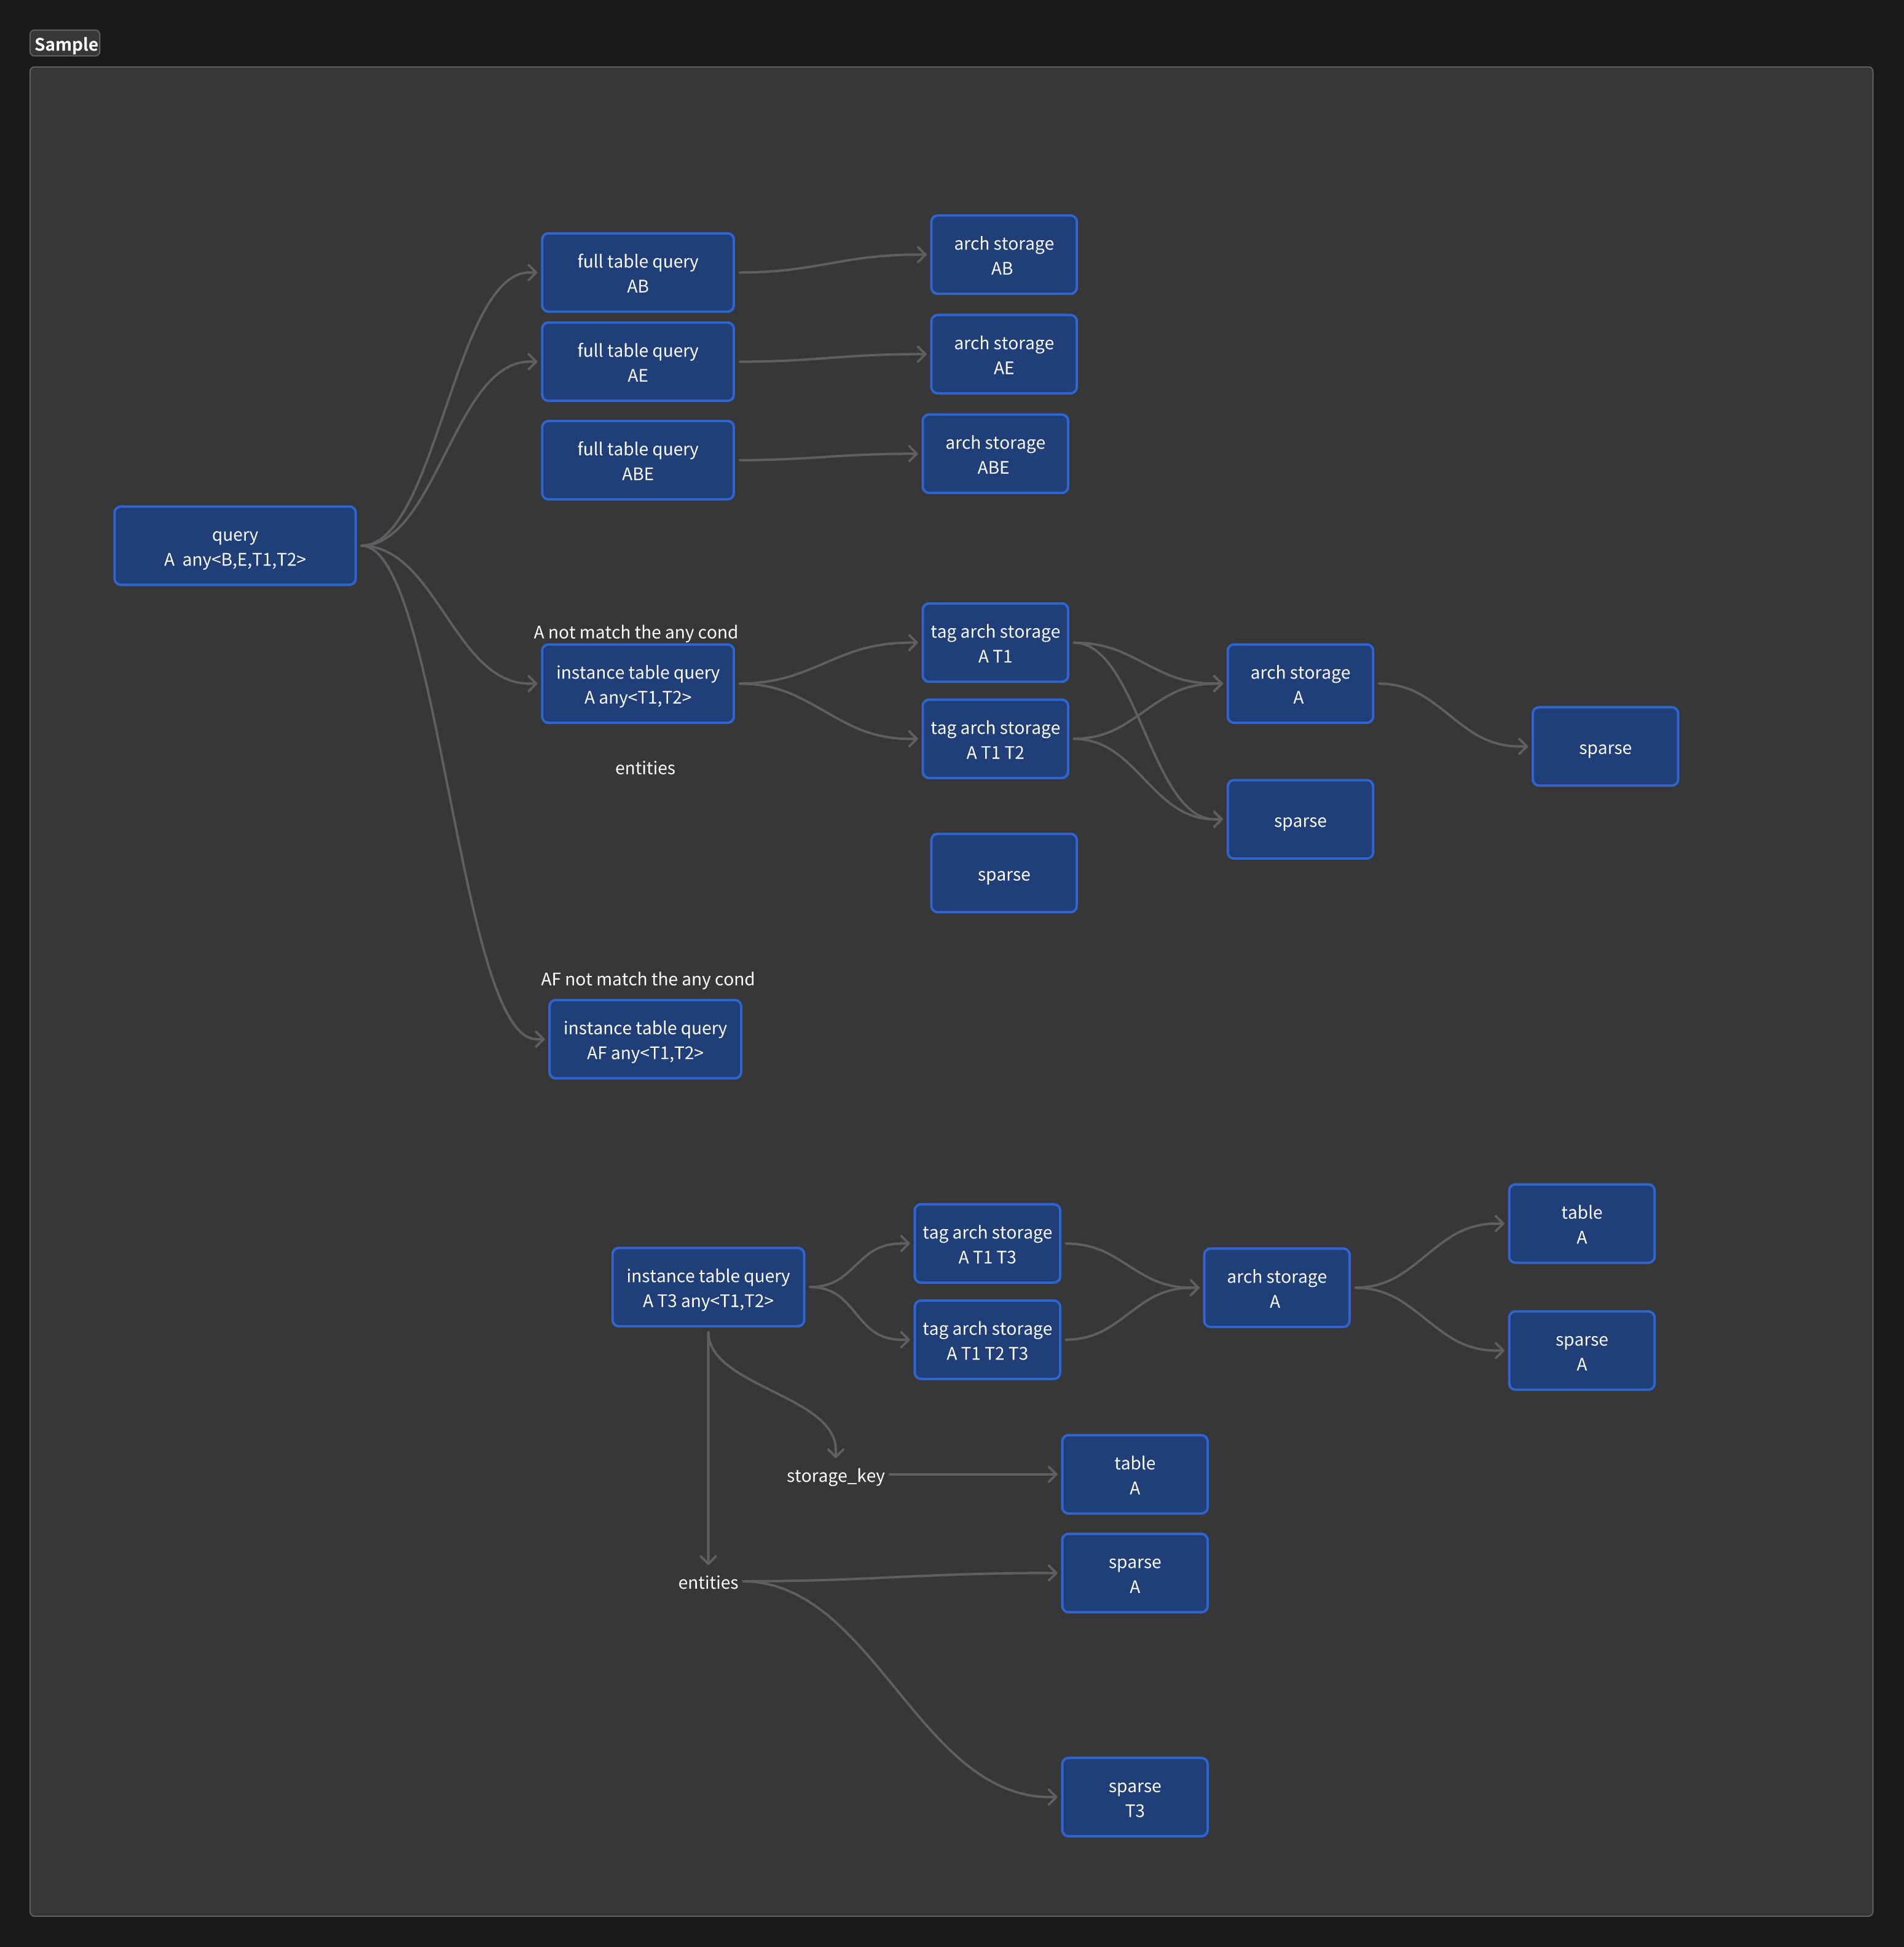 Sample
full table query
AB
arch storage
AB
full table query
AE
arch storage
AE
full table query
ABE
arch storage
ABE
query
A  any<B,E,T1,T2>
A not match the any cond
instance table query
A any<T1,T2>
entities
tag arch storage
A T1
tag arch storage
A T1 T2
sparse
arch storage
A
sparse
sparse
AF not match the any cond
instance table query
AF any<T1,T2>
instance table query
A T3 any<T1,T2>
tag arch storage
A T1 T3
tag arch storage
A T1 T2 T3
arch storage
A
table
A
sparse
A
storage_key
table
A
entities
sparse
A
sparse
T3